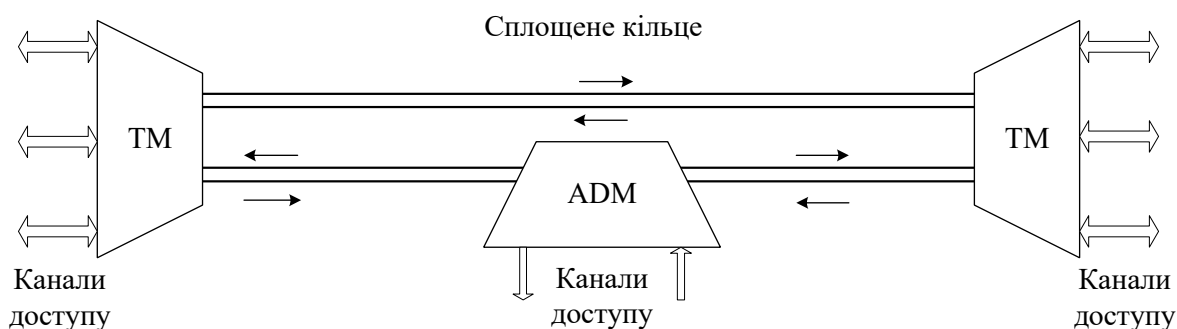 Сплощене кільце
ТМ
ТМ
ADM
Канали
доступу
Канали
доступу
Канали
доступу